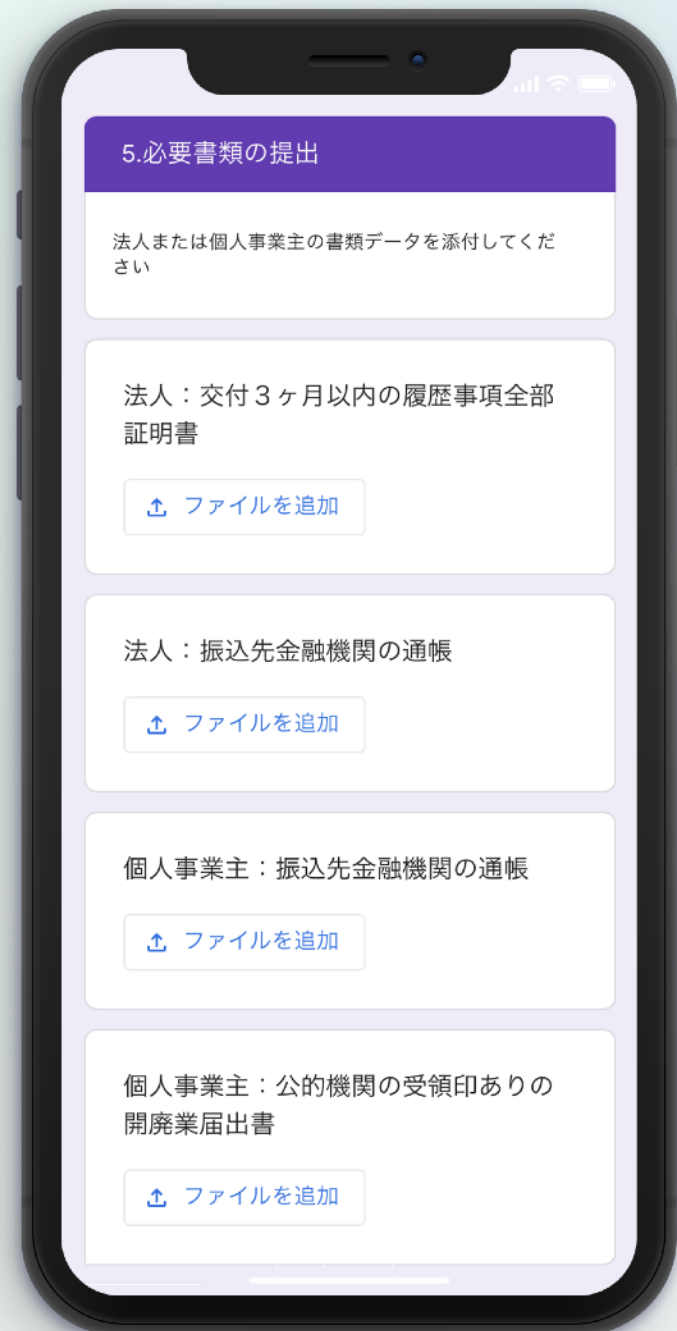 5.必要書類の提出
法人または個人事業主の書類データを添付してくだ
さい
法人：交付３ヶ月以内の履歴事項全部
証明書
ファイルを追加
法人：振込先金融機関の通帳
ファイルを追加
個人事業主：振込先金融機関の通帳
ファイルを追加
個人事業主：公的機関の受領印ありの
開廃業届出書
ファイルを追加